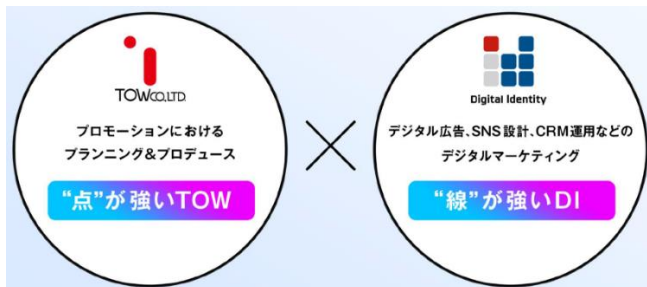 TOWCO.,LTD.
プロモーションにおける
プランニング&プロデュース
“点”が強いTOW
Digital Identity
デジタル広告、SNS設計、CRM運用などの
デジタルマーケティング
“線”が強いDI